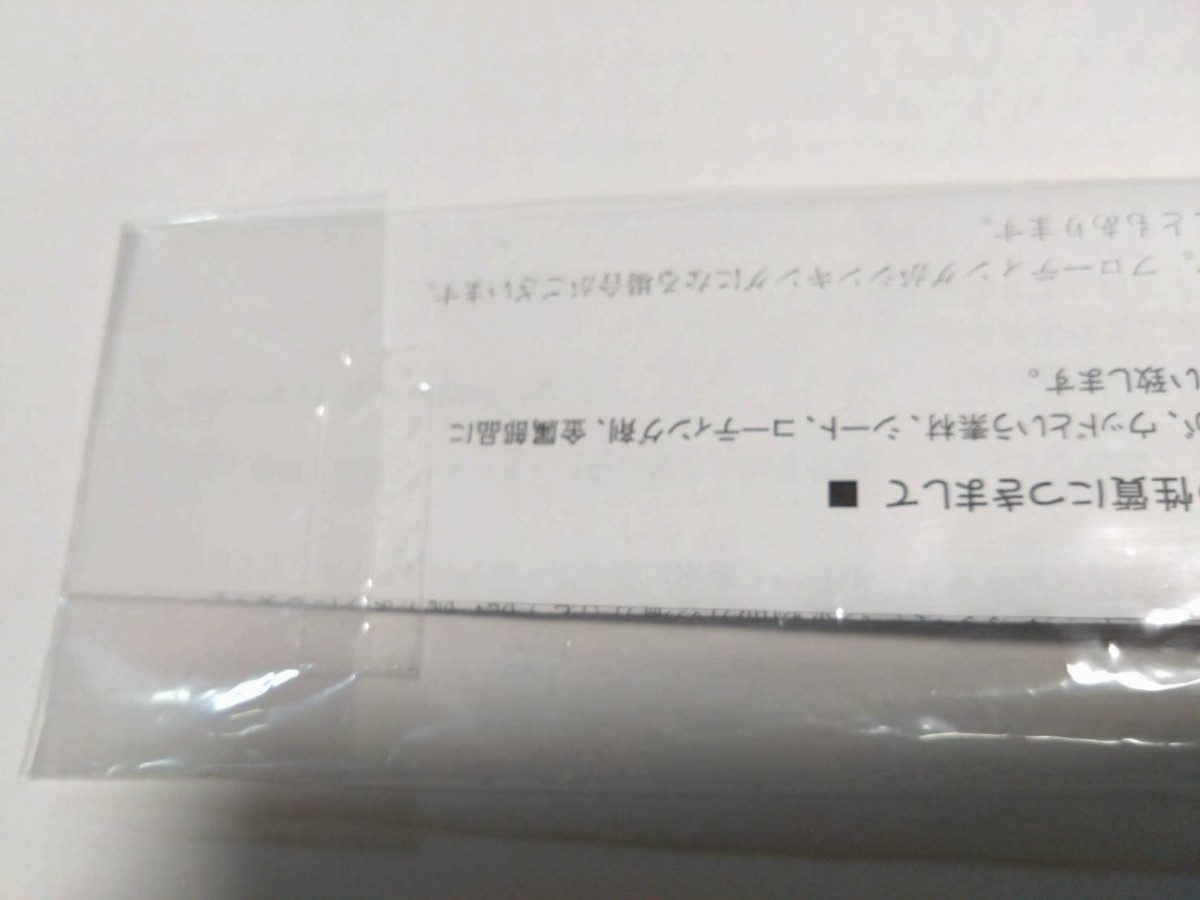 性質につきまして ■
が、ウッドという素材、シート、コーティング剤、金属部品に
い致します。
。フローティングがシンキングになる場合がございます。
ともあります。